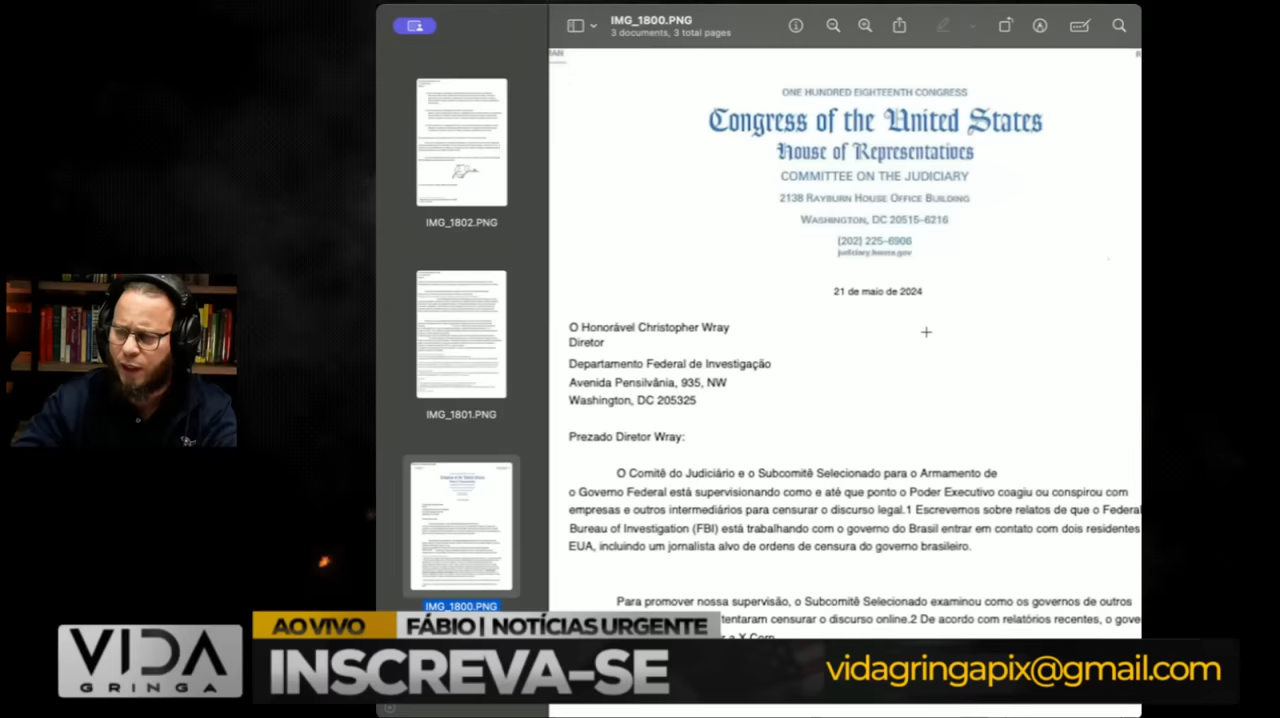 IMG_1800.PNG
3 documents, 3 total pages
IMG_1802.PNG
IMG_1801.PNG
IMG_1800.PNG
ONE HUNDRED EIGHTEENTH CONGRESS
Congress of the United States
House of Representatives
COMMITTEE ON THE JUDICIARY
2138 RAYBURN HOUSE OFFICE BUILDING
WASHINGTON, DC 20515-6216
(202) 225-6906
judiciary.house.gov
21 de maio de 2024
O Honorável Christopher Wray
Diretor
Departamento Federal de Investigação
Avenida Pensilvânia, 935, NW
Washington, DC 205325
Prezado Diretor Wray:
O Comitê do Judiciário e o Subcomitê Selecionado para o Armamento de
o Governo Federal está supervisionando como e até que ponto o Poder Executivo coagiu ou conspirou com
empresas e outros intermediários para censurar o discurso legal.1 Escrevemos sobre relatos de que o Federal
Bureau of Investigation (FBI) está trabalhando com o governo do Brasil entrar em contato com dois residentes
EUA, incluindo um jornalista alvo de ordens de censura do governo brasileiro.
Para promover nossa supervisão, o Subcomitê Selecionado examinou como os governos de outros
tentaram censurar o discurso online.2 De acordo com relatórios recentes, o gove
a X Corp
AO VIVO
FÁBIO | NOTÍCIAS URGENTE
VIDA
GRINGA
INSCREVA-SE
vidagringapix@gmail.com